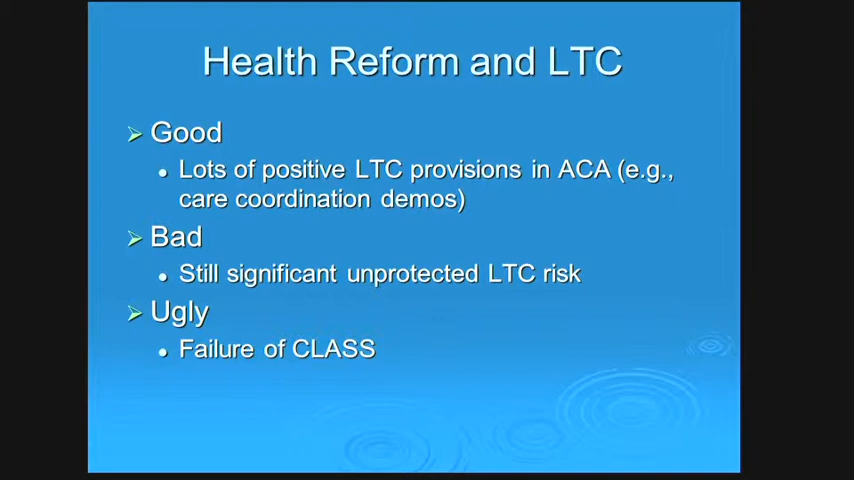 Health Reform and LTC
➢ Good
• Lots of positive LTC provisions in ACA (e.g.,
care coordination demos)
➢ Bad
• Still significant unprotected LTC risk
➢ Ugly
• Failure of CLASS